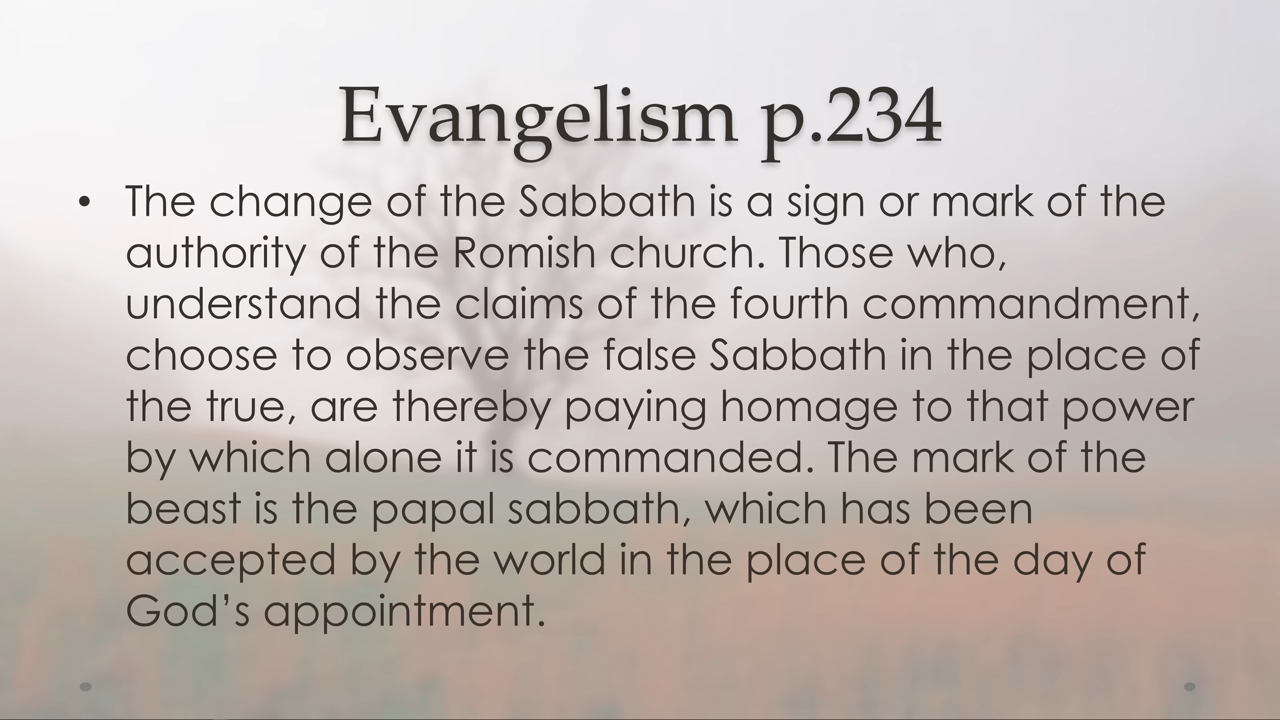 Evangelism p.234
• The change of the Sabbath is a sign or mark of the
authority of the Romish church. Those who,
understand the claims of the fourth commandment,
choose to observe the false Sabbath in the place of
the true, are thereby paying homage to that power
by which alone it is commanded. The mark of the
beast is the papal sabbath, which has been
accepted by the world in the place of the day of
God’s appointment.